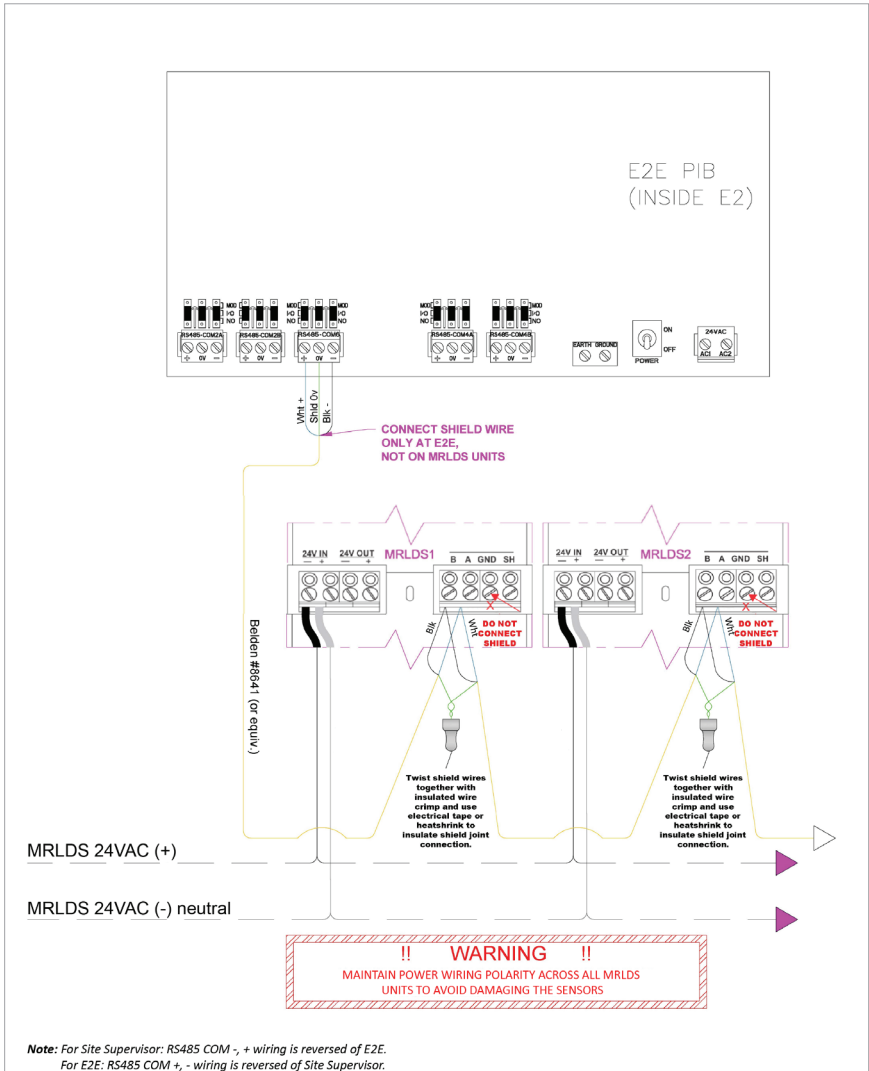 E2E PIB
(INSIDE E2)
MOD
I/O
NO
MOD
I/O
NO
MOD
I/O
NO
MOD
I/O
NO
RS485-COM2A
RS485-COM2B
RS485-COM6
RS485-COM4A
RS485-COM4B
+ 0V −
+ 0V −
+ 0V −
+ 0V −
+ 0V −
EARTH GROUND
ON
OFF
POWER
24VAC
AC1 AC2
Wht +
Shld 0v
Blk -
CONNECT SHIELD WIRE
ONLY AT E2E,
NOT ON MRLDS UNITS
24V IN 24V OUT MRLDS1
− + − +
B A GND SH
24V IN 24V OUT MRLDS2
− + − +
B A GND SH
X
Blk
Wht
DO NOT
CONNECT
SHIELD
X
Blk
Wht
DO NOT
CONNECT
SHIELD
Belden #8641 (or equiv.)
Twist shield wires
together with
insulated wire
crimp and use
electrical tape or
heatshrink to
insulate shield joint
connection.
Twist shield wires
together with
insulated wire
crimp and use
electrical tape or
heatshrink to
insulate shield joint
connection.
MRLDS 24VAC (+)
MRLDS 24VAC (-) neutral
!! WARNING !!
MAINTAIN POWER WIRING POLARITY ACROSS ALL MRLDS
UNITS TO AVOID DAMAGING THE SENSORS
Note: For Site Supervisor: RS485 COM -, + wiring is reversed of E2E.
For E2E: RS485 COM +, - wiring is reversed of Site Supervisor.